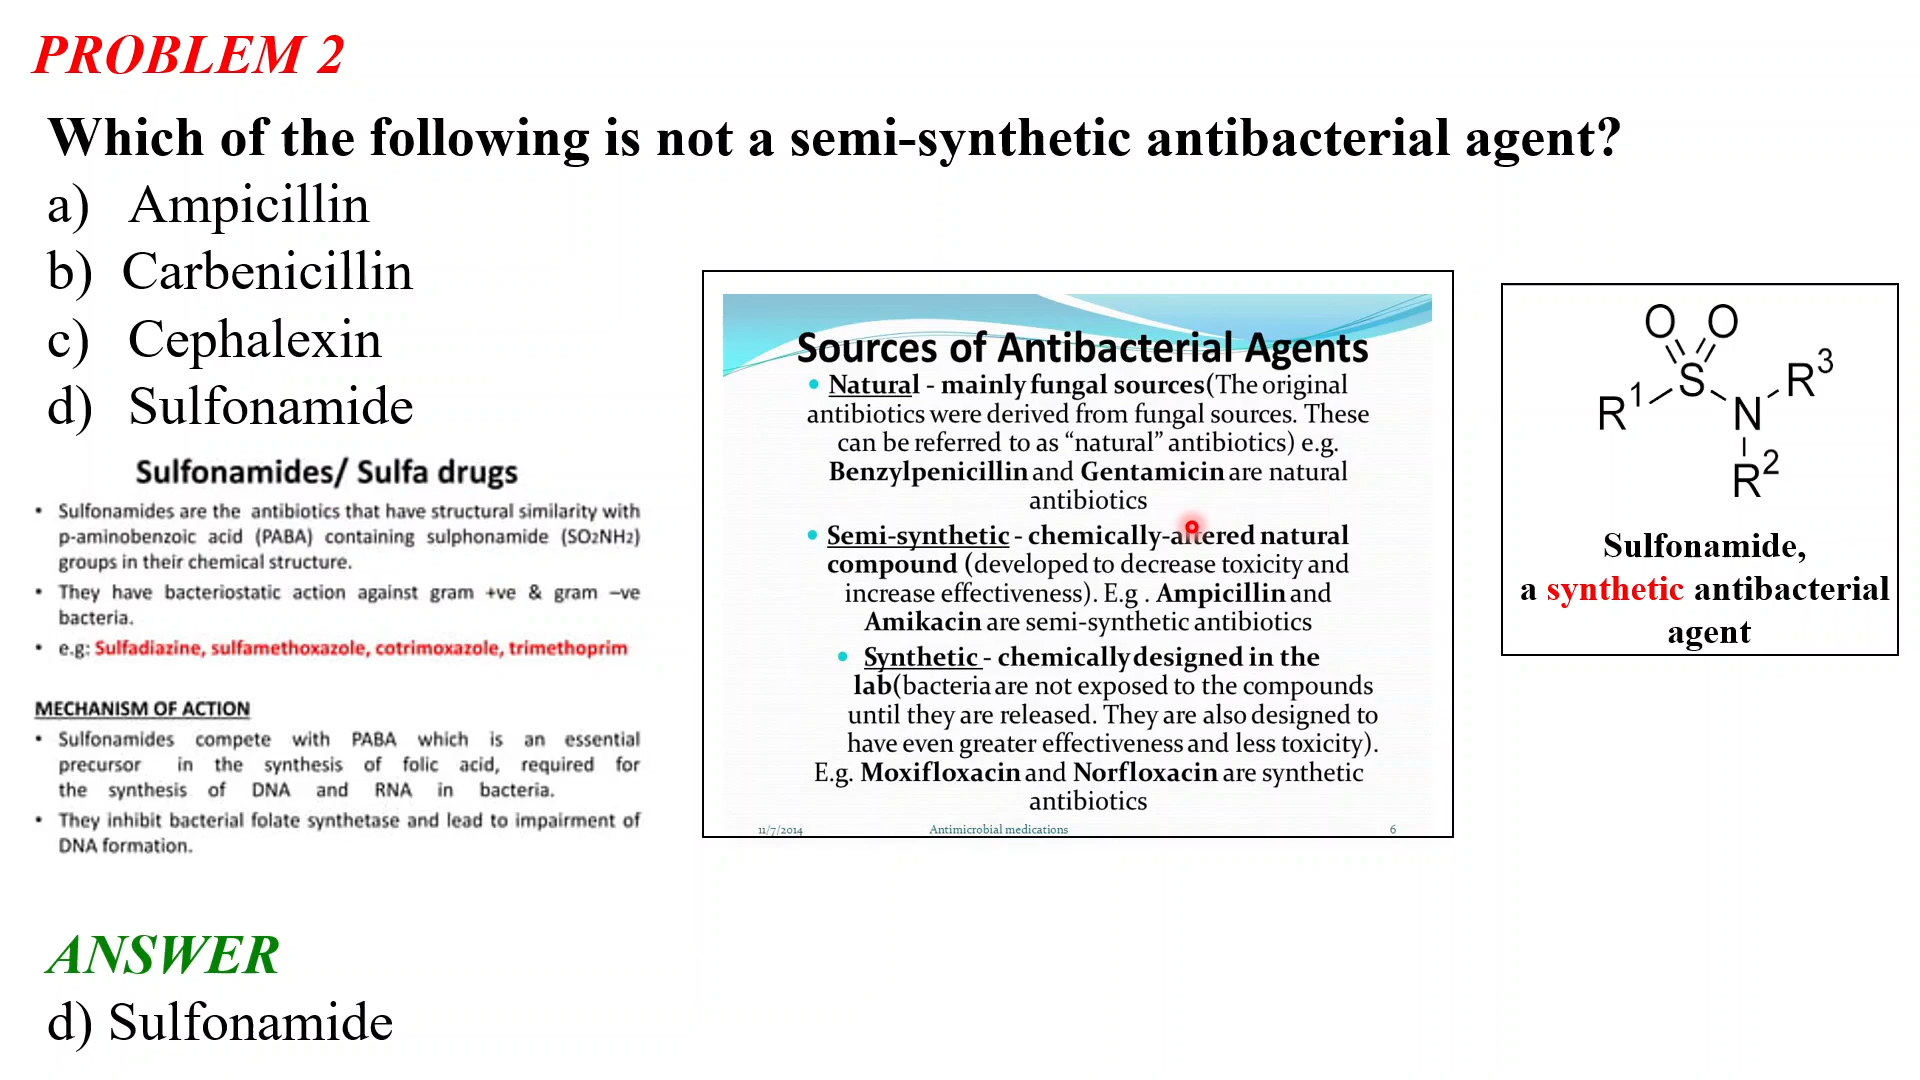 PROBLEM 2
Which of the following is not a semi-synthetic antibacterial agent?
a) Ampicillin
b) Carbenicillin
c) Cephalexin
d) Sulfonamide
Sulfonamides/ Sulfa drugs
• Sulfonamides are the antibiotics that have structural similarity with
p-aminobenzoic acid (PABA) containing sulphonamide (SO2NH2)
groups in their chemical structure.
• They have bacteriostatic action against gram +ve & gram –ve
bacteria.
• e.g: Sulfadiazine, sulfamethoxazole, cotrimoxazole, trimethoprim
MECHANISM OF ACTION
• Sulfonamides compete with PABA which is an essential
precursor in the synthesis of folic acid, required for
the synthesis of DNA and RNA in bacteria.
• They inhibit bacterial folate synthetase and lead to impairment of
DNA formation.
Sources of Antibacterial Agents
• Natural - mainly fungal sources(The original
antibiotics were derived from fungal sources. These
can be referred to as “natural” antibiotics) e.g.
Benzylpenicillin and Gentamicin are natural
antibiotics
• Semi-synthetic - chemically-altered natural
compound (developed to decrease toxicity and
increase effectiveness). E.g . Ampicillin and
Amikacin are semi-synthetic antibiotics
• Synthetic - chemically designed in the
lab(bacteria are not exposed to the compounds
until they are released. They are also designed to
have even greater effectiveness and less toxicity).
E.g. Moxifloxacin and Norfloxacin are synthetic
antibiotics
11/7/2014 Antimicrobial medications 6
O O
R1 S N R3
R2
Sulfonamide,
a synthetic antibacterial
agent
ANSWER
d) Sulfonamide